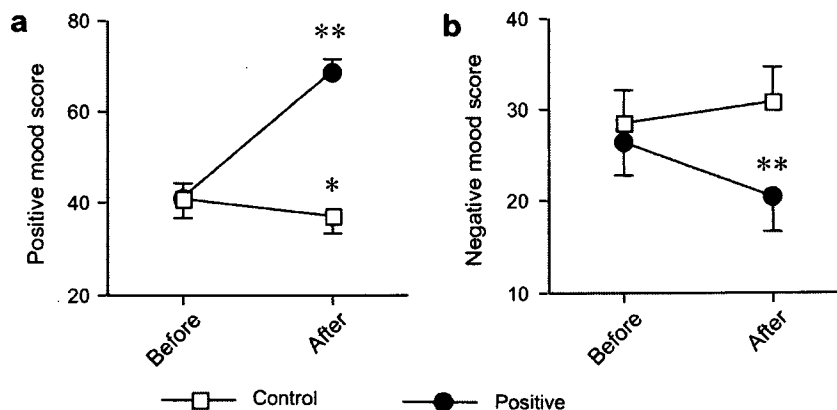 a
80
60
40
20
Positive mood score
**
*
Before
After
b
40
30
20
10
Negative mood score
**
Before
After
Control
Positive